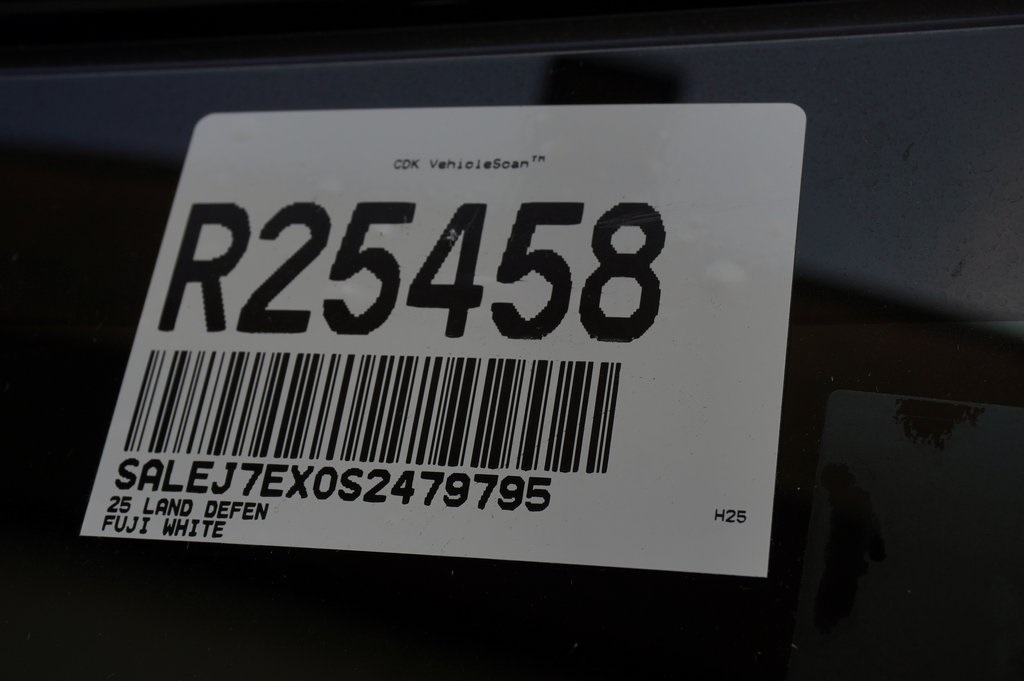 CDK VehicleScan™
R25458
SALEJ7EX0S2479795
25 LAND DEFEN
FUJI WHITE
H25